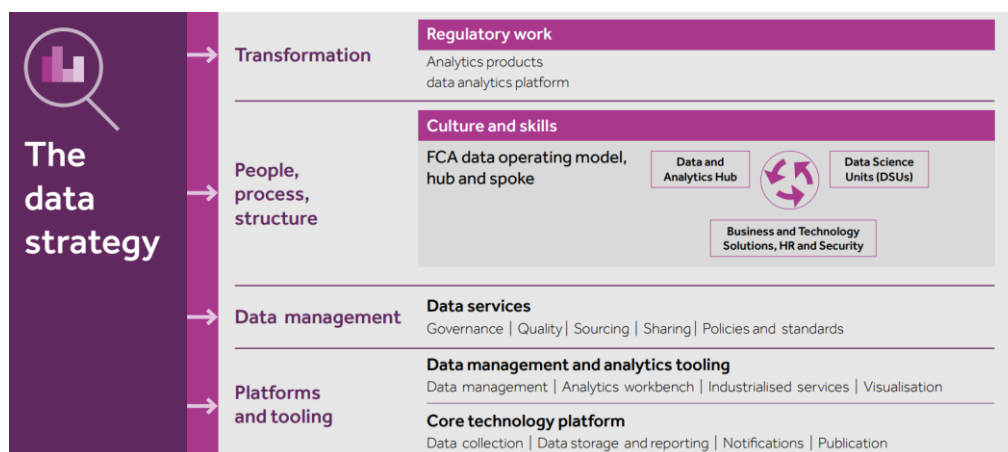 The
data
strategy
Transformation
Regulatory work
Analytics products
data analytics platform
People,
process,
structure
Culture and skills
FCA data operating model,
hub and spoke
Data and
Analytics Hub
Data Science
Units (DSUs)
Business and Technology
Solutions, HR and Security
Data management
Data services
Governance | Quality | Sourcing | Sharing | Policies and standards
Platforms
and tooling
Data management and analytics tooling
Data management | Analytics workbench | Industrialised services | Visualisation
Core technology platform
Data collection | Data storage and reporting | Notifications | Publication